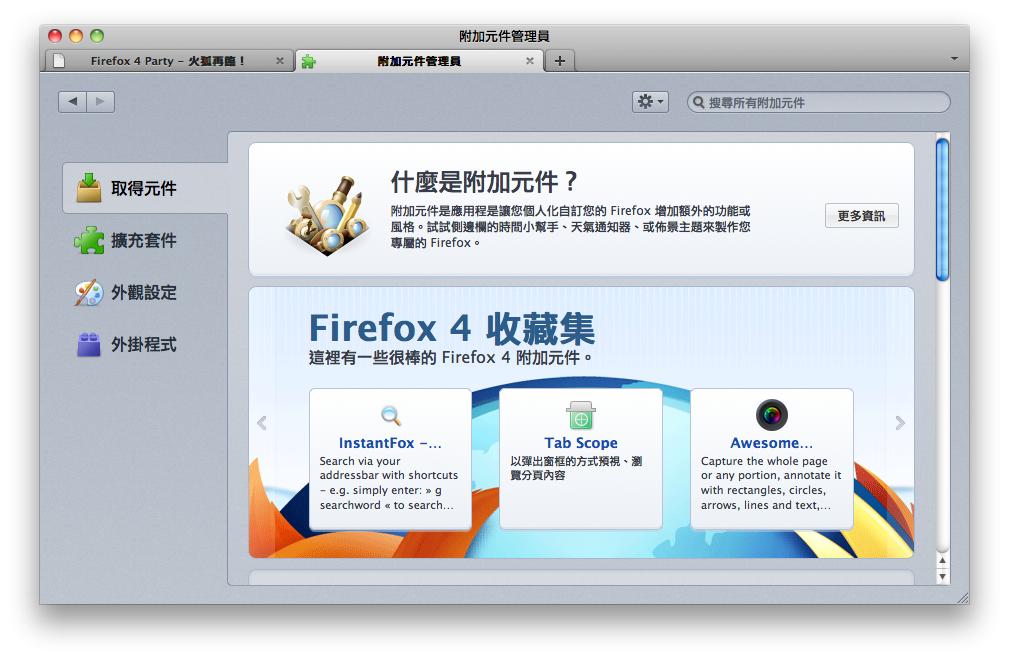 附加元件管理員
Firefox 4 Party – 火狐再臨！
附加元件管理員
搜尋所有附加元件
取得元件
擴充套件
外觀設定
外掛程式
什麼是附加元件？
附加元件是應用程是讓您個人化自訂您的 Firefox 增加額外的功能或
風格。試試側邊欄的時間小幫手、天氣通知器、或佈景主題來製作您
專屬的 Firefox。
更多資訊
Firefox 4 收藏集
這裡有一些很棒的 Firefox 4 附加元件。
InstantFox –...
Search via your
addressbar with shortcuts
– e.g. simply enter: » g
searchword « to search...
Tab Scope
以彈出窗框的方式預視、瀏
覽分頁內容
Awesome...
Capture the whole page
or any portion, annotate it
with rectangles, circles,
arrows, lines and text,...